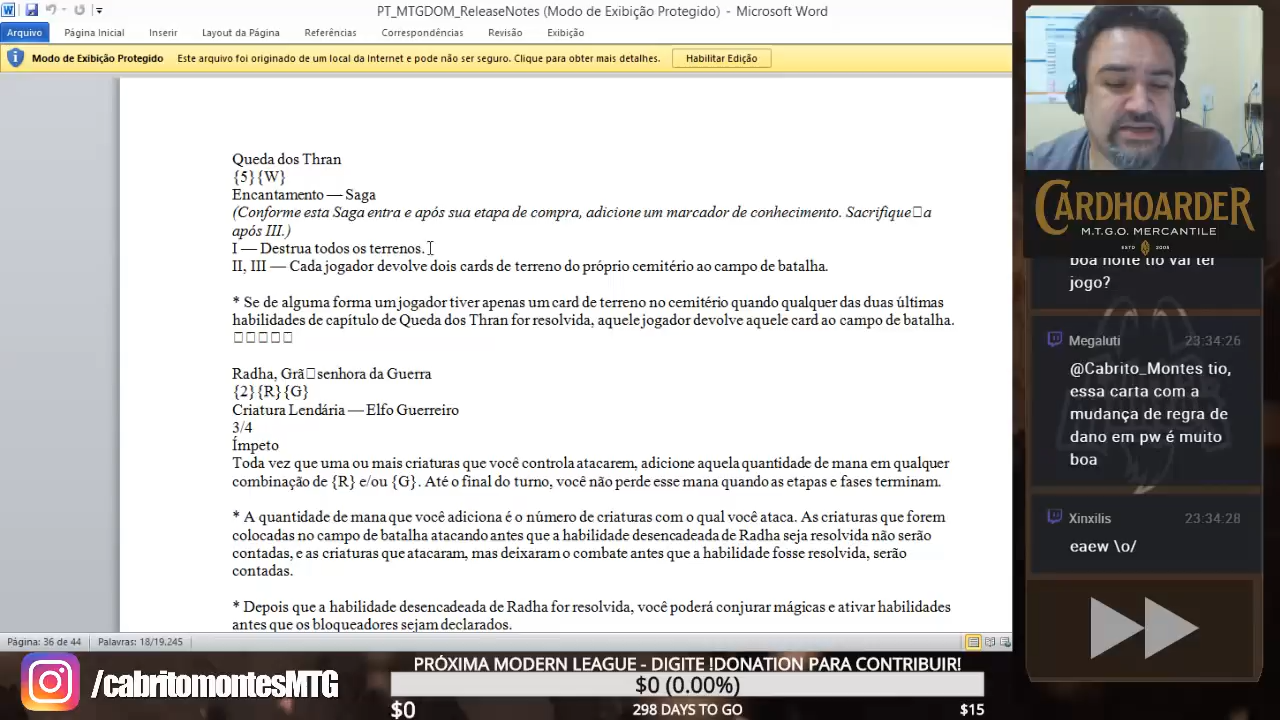 PT_MTGDOM_ReleaseNotes (Modo de Exibição Protegido) - Microsoft Word
Arquivo
Página Inicial
Inserir
Layout da Página
Referências
Correspondências
Revisão
Exibição
Modo de Exibição Protegido
Este arquivo foi originado de um local da Internet e pode não ser seguro. Clique para obter mais detalhes.
Habilitar Edição
Queda dos Thran
{5}{W}
Encantamento — Saga
(Conforme esta Saga entra e após sua etapa de compra, adicione um marcador de conhecimento. Sacrifique□a
após III.)
I — Destrua todos os terrenos.
II, III — Cada jogador devolve dois cards de terreno do próprio cemitério ao campo de batalha.
* Se de alguma forma um jogador tiver apenas um card de terreno no cemitério quando qualquer das duas últimas
habilidades de capítulo de Queda dos Thran for resolvida, aquele jogador devolve aquele card ao campo de batalha.
□□□□□
Radha, Grã□senhora da Guerra
{2}{R}{G}
Criatura Lendária — Elfo Guerreiro
3/4
Ímpeto
Toda vez que uma ou mais criaturas que você controla atacarem, adicione aquela quantidade de mana em qualquer
combinação de {R} e/ou {G}. Até o final do turno, você não perde esse mana quando as etapas e fases terminam.
* A quantidade de mana que você adiciona é o número de criaturas com o qual você ataca. As criaturas que forem
colocadas no campo de batalha atacando antes que a habilidade desencadeada de Radha seja resolvida não serão
contadas, e as criaturas que atacaram, mas deixaram o combate antes que a habilidade fosse resolvida, serão
contadas.
* Depois que a habilidade desencadeada de Radha for resolvida, você poderá conjurar mágicas e ativar habilidades
antes que os bloqueadores sejam declarados.
Página: 36 de 44
Palavras: 18/19.245
CARDHOARDER
M.T.G.O. MERCANTILE
ESTD
2005
boa noite tio vai ter
jogo?
Megaluti
23:34:26
@Cabrito_Montes tio,
essa carta com a
mudança de regra de
dano em pw é muito
boa
Xinxilis
23:34:28
eaew \o/
/cabritomontesMTG
PRÓXIMA MODERN LEAGUE - DIGITE !DONATION PARA CONTRIBUIR!
$0 (0.00%)
$0
298 DAYS TO GO
$15